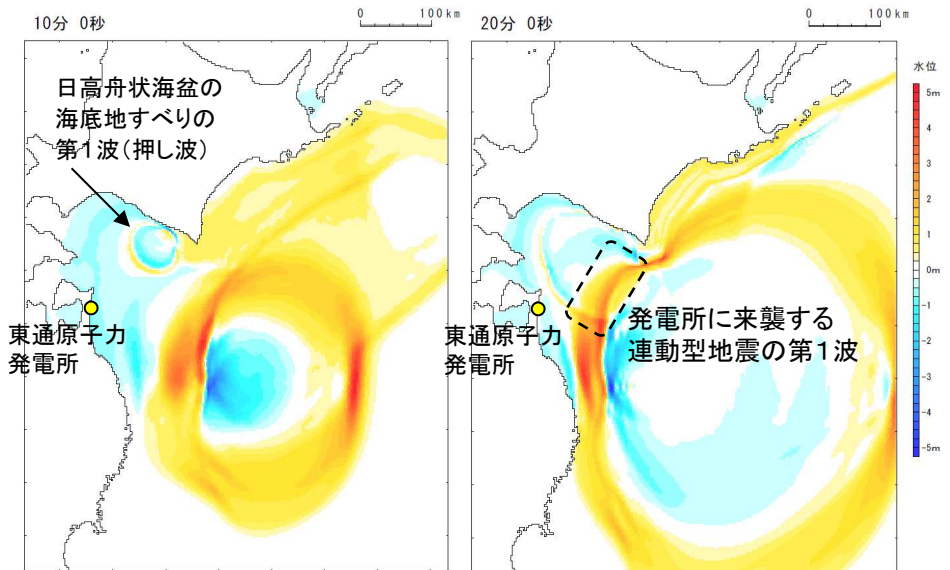 10分 0秒
0 100km
日高舟状海盆の
海底地すべりの
第1波(押し波)
東通原子力
発電所
20分 0秒
0 100km
発電所に来襲する
連動型地震の第1波
東通原子力
発電所
水位
5m
4
3
2
1
0m
-1
-2
-3
-4
-5m